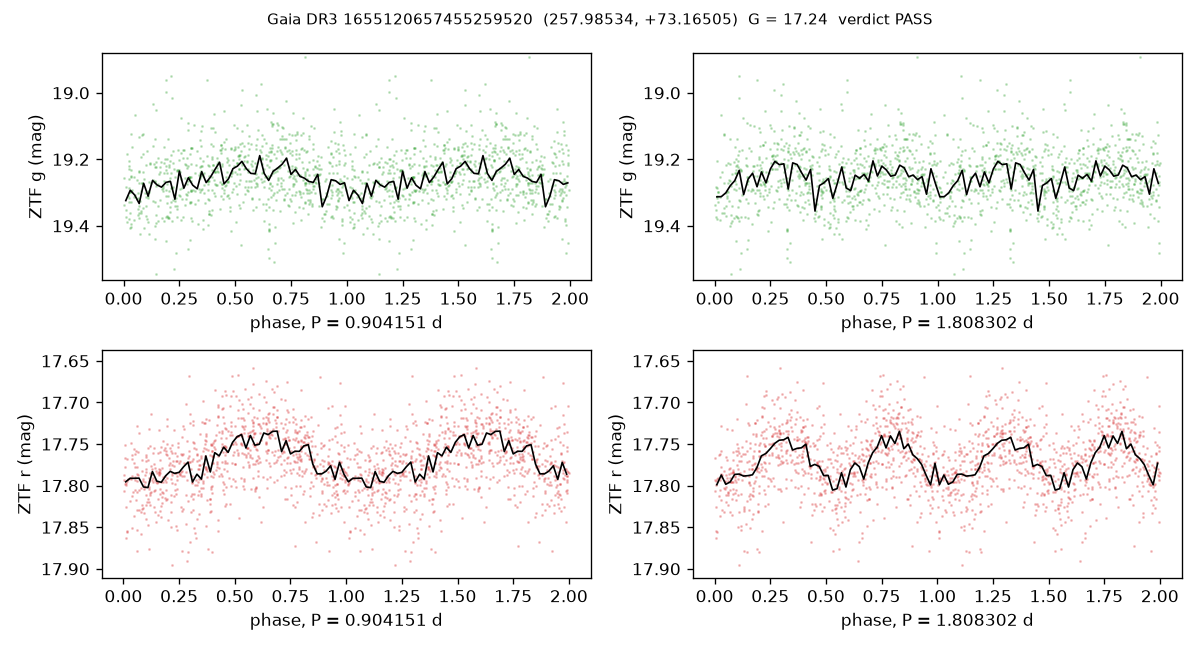 Gaia DR3 1655120657455259520 (257.98534, +73.16505) G = 17.24 verdict PASS
ZTF g (mag)
19.0
19.2
19.4
0.00 0.25 0.50 0.75 1.00 1.25 1.50 1.75 2.00
phase, P = 0.904151 d
ZTF g (mag)
19.0
19.2
19.4
0.00 0.25 0.50 0.75 1.00 1.25 1.50 1.75 2.00
phase, P = 1.808302 d
ZTF r (mag)
17.65
17.70
17.75
17.80
17.85
17.90
0.00 0.25 0.50 0.75 1.00 1.25 1.50 1.75 2.00
phase, P = 0.904151 d
ZTF r (mag)
17.65
17.70
17.75
17.80
17.85
17.90
0.00 0.25 0.50 0.75 1.00 1.25 1.50 1.75 2.00
phase, P = 1.808302 d